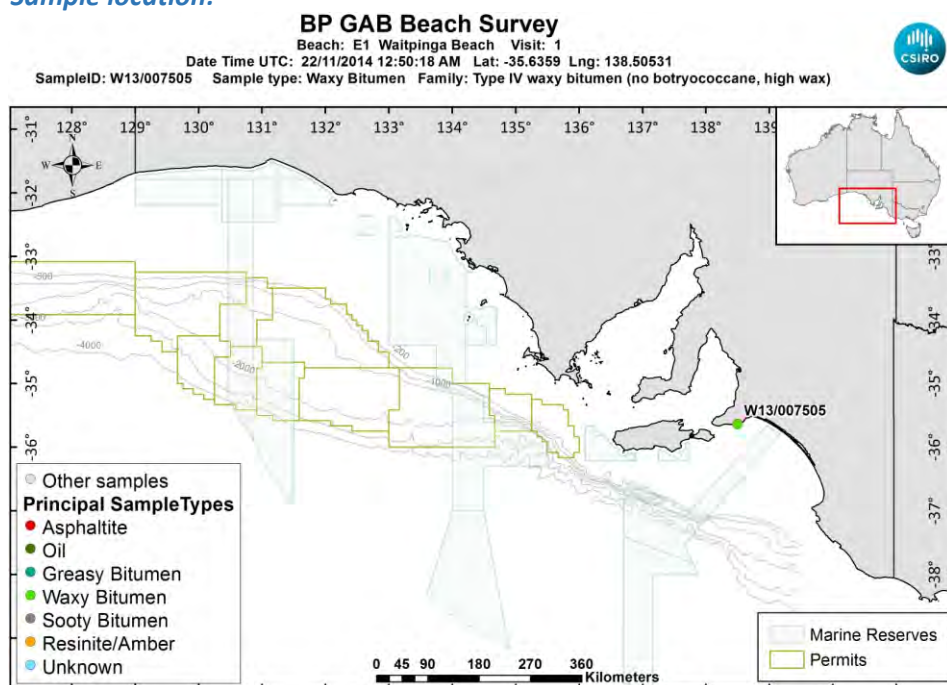 Sample location:
BP GAB Beach Survey
Beach: E1 Waitpinga Beach Visit: 1
Date Time UTC: 22/11/2014 12:50:18 AM Lat: -35.6359 Lng: 138.50531
SampleID: W13/007505 Sample type: Waxy Bitumen Family: Type IV waxy bitumen (no botryococcane, high wax)
CSIRO
128° 129° 130° 131° 132° 133° 134° 135° 136° 137° 138° 139
-31°
-32°
-33° -33°
-34° -34°
-35° -35°
-36° -36°
-37°
-38°
N
W E
S
-4000
-2000
-200
-1000
W13/007505
Other samples
Principal SampleTypes
Asphaltite
Oil
Greasy Bitumen
Waxy Bitumen
Sooty Bitumen
Resinite/Amber
Unknown
0 45 90 180 270 360
Kilometers
Marine Reserves
Permits